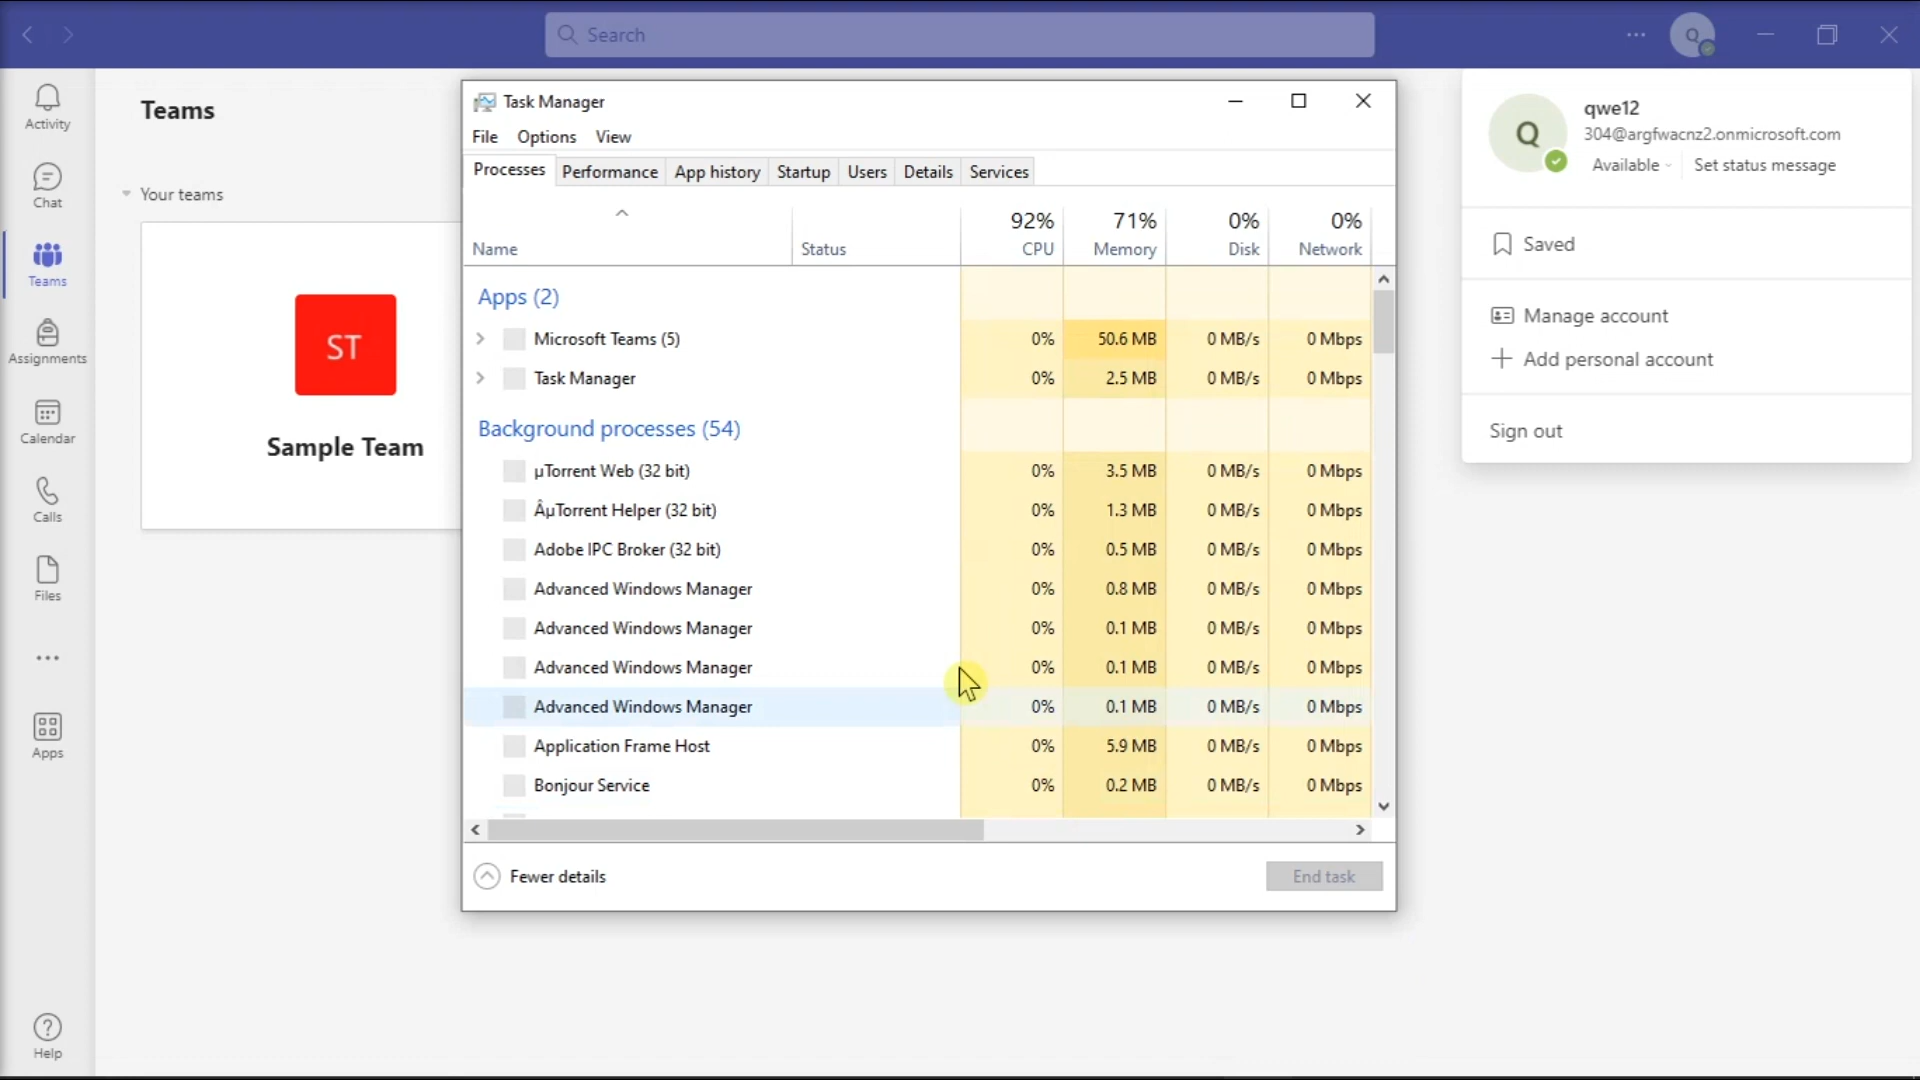 Search
Q
Activity
Chat
Teams
Assignments
Calendar
Calls
Files
Apps
Help
Teams
Your teams
ST
Sample Team
Task Manager
File Options View
Processes Performance App history Startup Users Details Services
92% 71% 0% 0%
Name Status CPU Memory Disk Network
Apps (2)
Microsoft Teams (5) 0% 50.6 MB 0 MB/s 0 Mbps
Task Manager 0% 2.5 MB 0 MB/s 0 Mbps
Background processes (54)
µTorrent Web (32 bit) 0% 3.5 MB 0 MB/s 0 Mbps
ÂµTorrent Helper (32 bit) 0% 1.3 MB 0 MB/s 0 Mbps
Adobe IPC Broker (32 bit) 0% 0.5 MB 0 MB/s 0 Mbps
Advanced Windows Manager 0% 0.8 MB 0 MB/s 0 Mbps
Advanced Windows Manager 0% 0.1 MB 0 MB/s 0 Mbps
Advanced Windows Manager 0% 0.1 MB 0 MB/s 0 Mbps
Advanced Windows Manager 0% 0.1 MB 0 MB/s 0 Mbps
Application Frame Host 0% 5.9 MB 0 MB/s 0 Mbps
Bonjour Service 0% 0.2 MB 0 MB/s 0 Mbps
Fewer details End task
Q
qwe12
304@argfwacnz2.onmicrosoft.com
Available Set status message
Saved
Manage account
Add personal account
Sign out